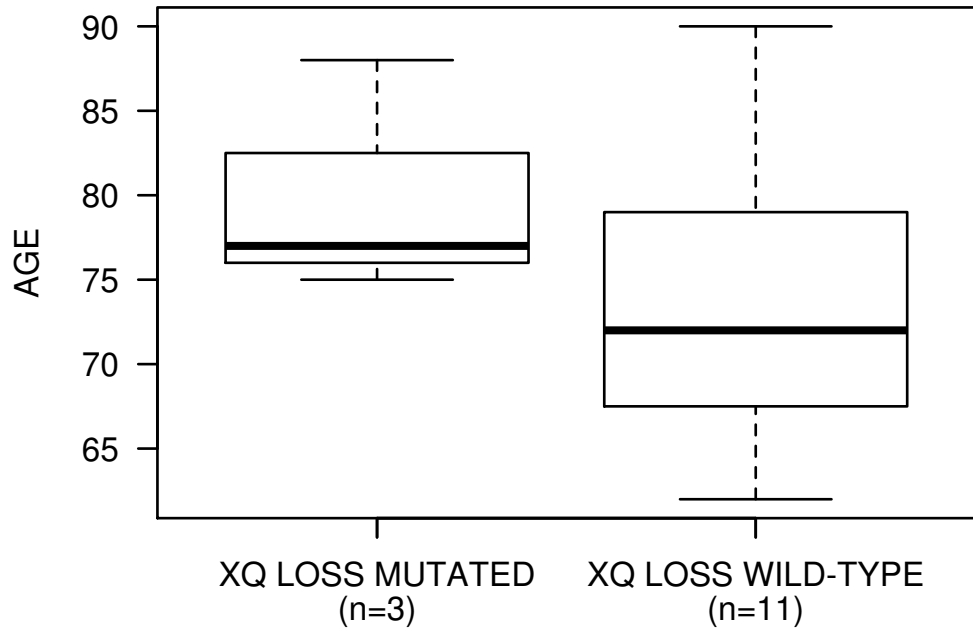 90
85
80
75
70
65
AGE
XQ LOSS MUTATED
(n=3)
XQ LOSS WILD-TYPE
(n=11)